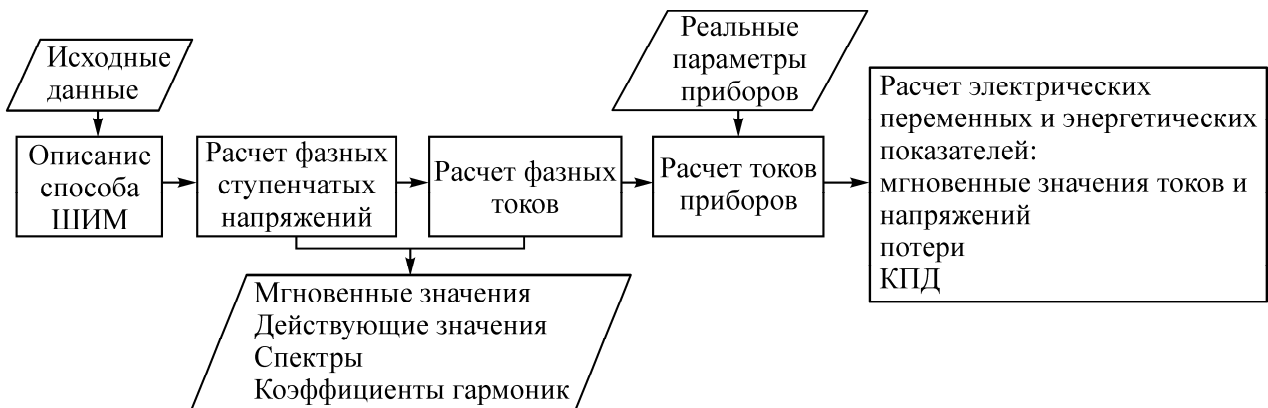 Исходные
данные
Описанис
способа
ШИМ
Расчет фазных
ступенчатых
напряжений
Расчет фазных
токов
Реальные
параметры
приборов
Расчет токов
приборов
Расчет электрических
переменных и энергетических
показателей:
мгновенные значения токов и
напряжений
потери
КПД
Мгновенные значения
Действующие значения
Спектры
Коэффициенты гармоник